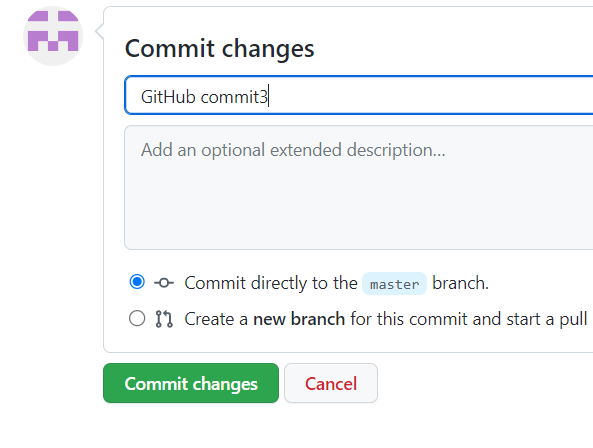 Commit changes
GitHub commit3
Add an optional extended description...
Commit directly to the master branch.
Create a new branch for this commit and start a pull
Commit changes Cancel